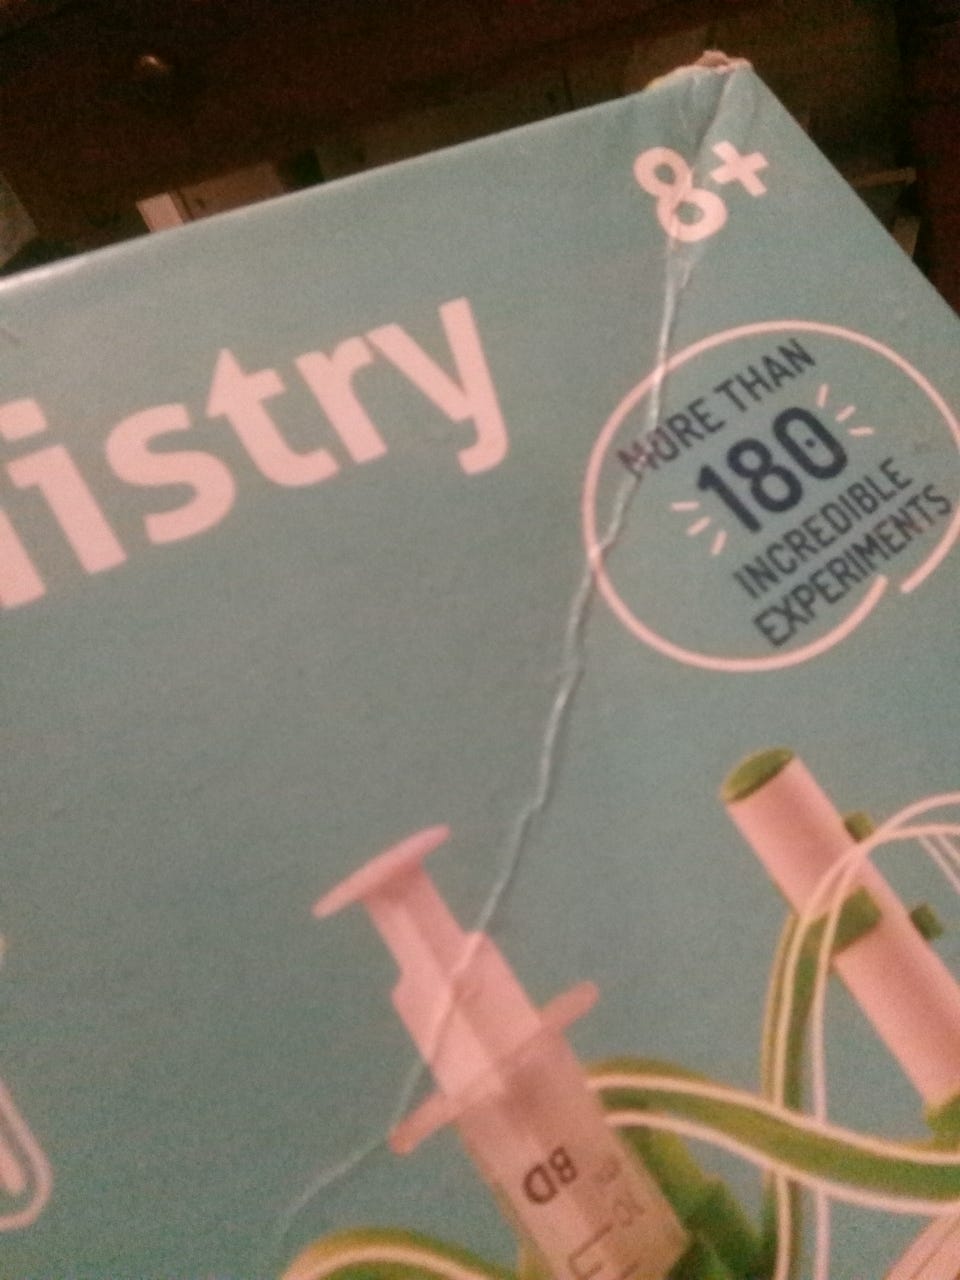 8+
istry
MORE THAN
180
INCREDIBLE
EXPERIMENTS
BD